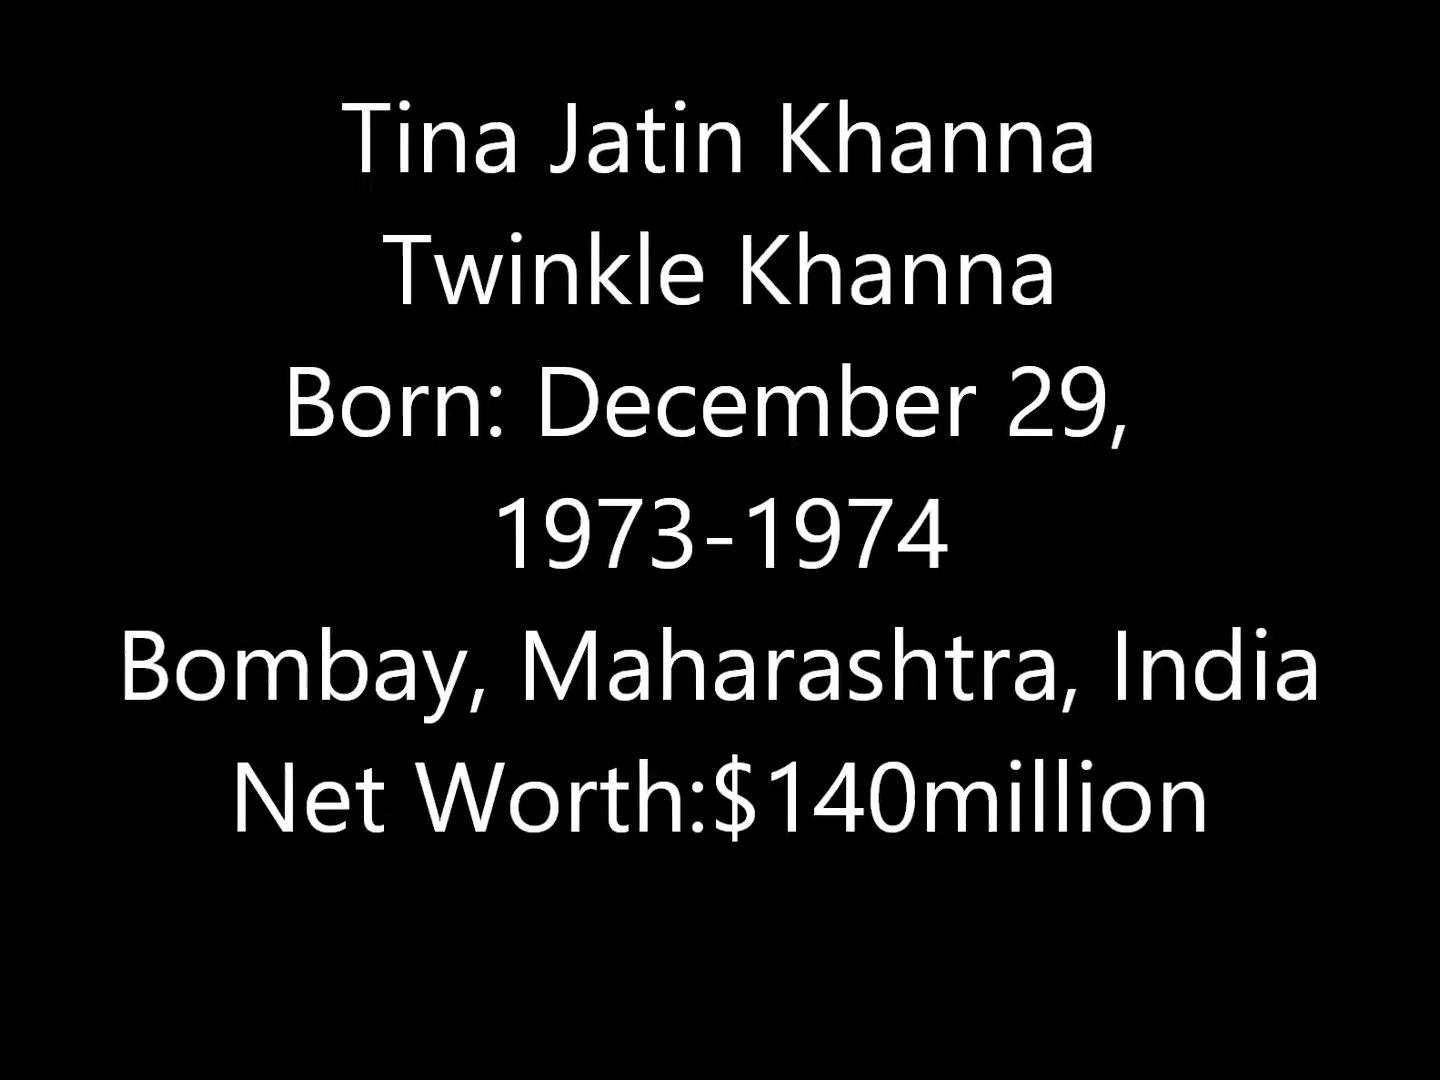 Tina Jatin Khanna
Twinkle Khanna
Born: December 29,
1973-1974
Bombay, Maharashtra, India
Net Worth:$140million